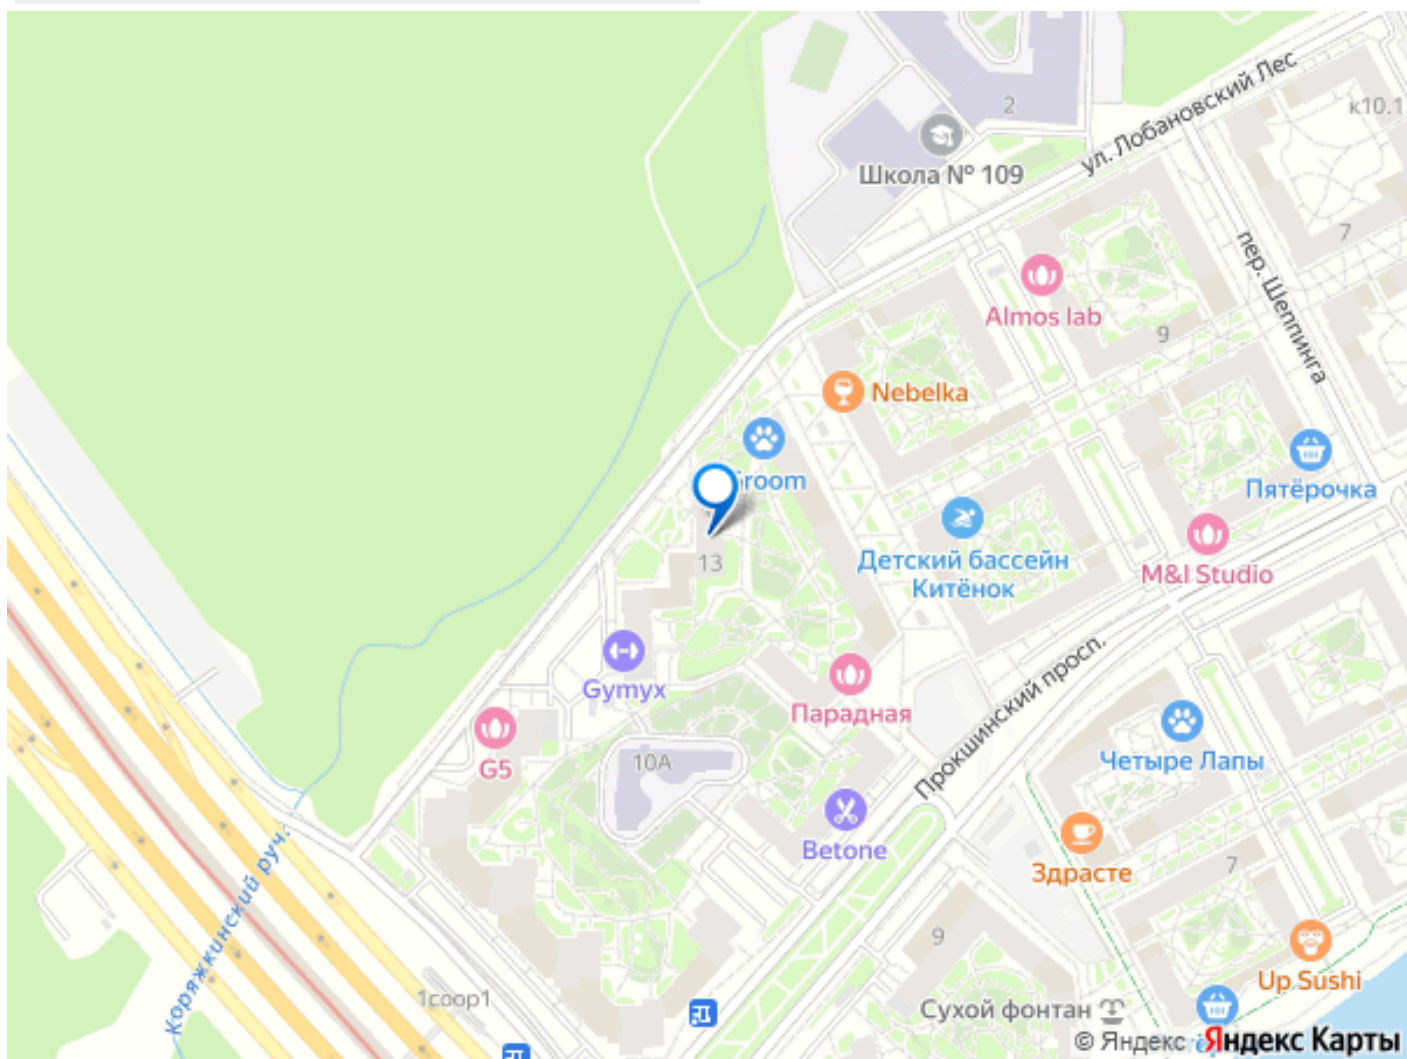 2
к10.1
ул. Лобановский Лес
Школа № 109
7
пер. Шеппинга
Almos lab
9
Nebelka
Groom
Пятёрочка
Детский бассейн
Китёнок
M&I Studio
13
Gymyx
Парадная
Прокшинский просп.
G5
10А
Четыре Лапы
Betone
Здрасте
7
Коряжкинский руч.
9
Up Sushi
1соор1
Сухой фонтан
© Яндекс Яндекс Карты